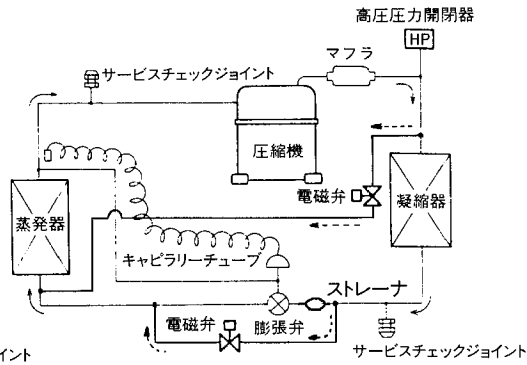 高圧圧力開閉器
HP
マフラ
サービスチェックジョイント
圧縮機
電磁弁
凝縮器
蒸発器
キャピラリーチューブ
ストレーナ
電磁弁
膨張弁
サービスチェックジョイント
イント